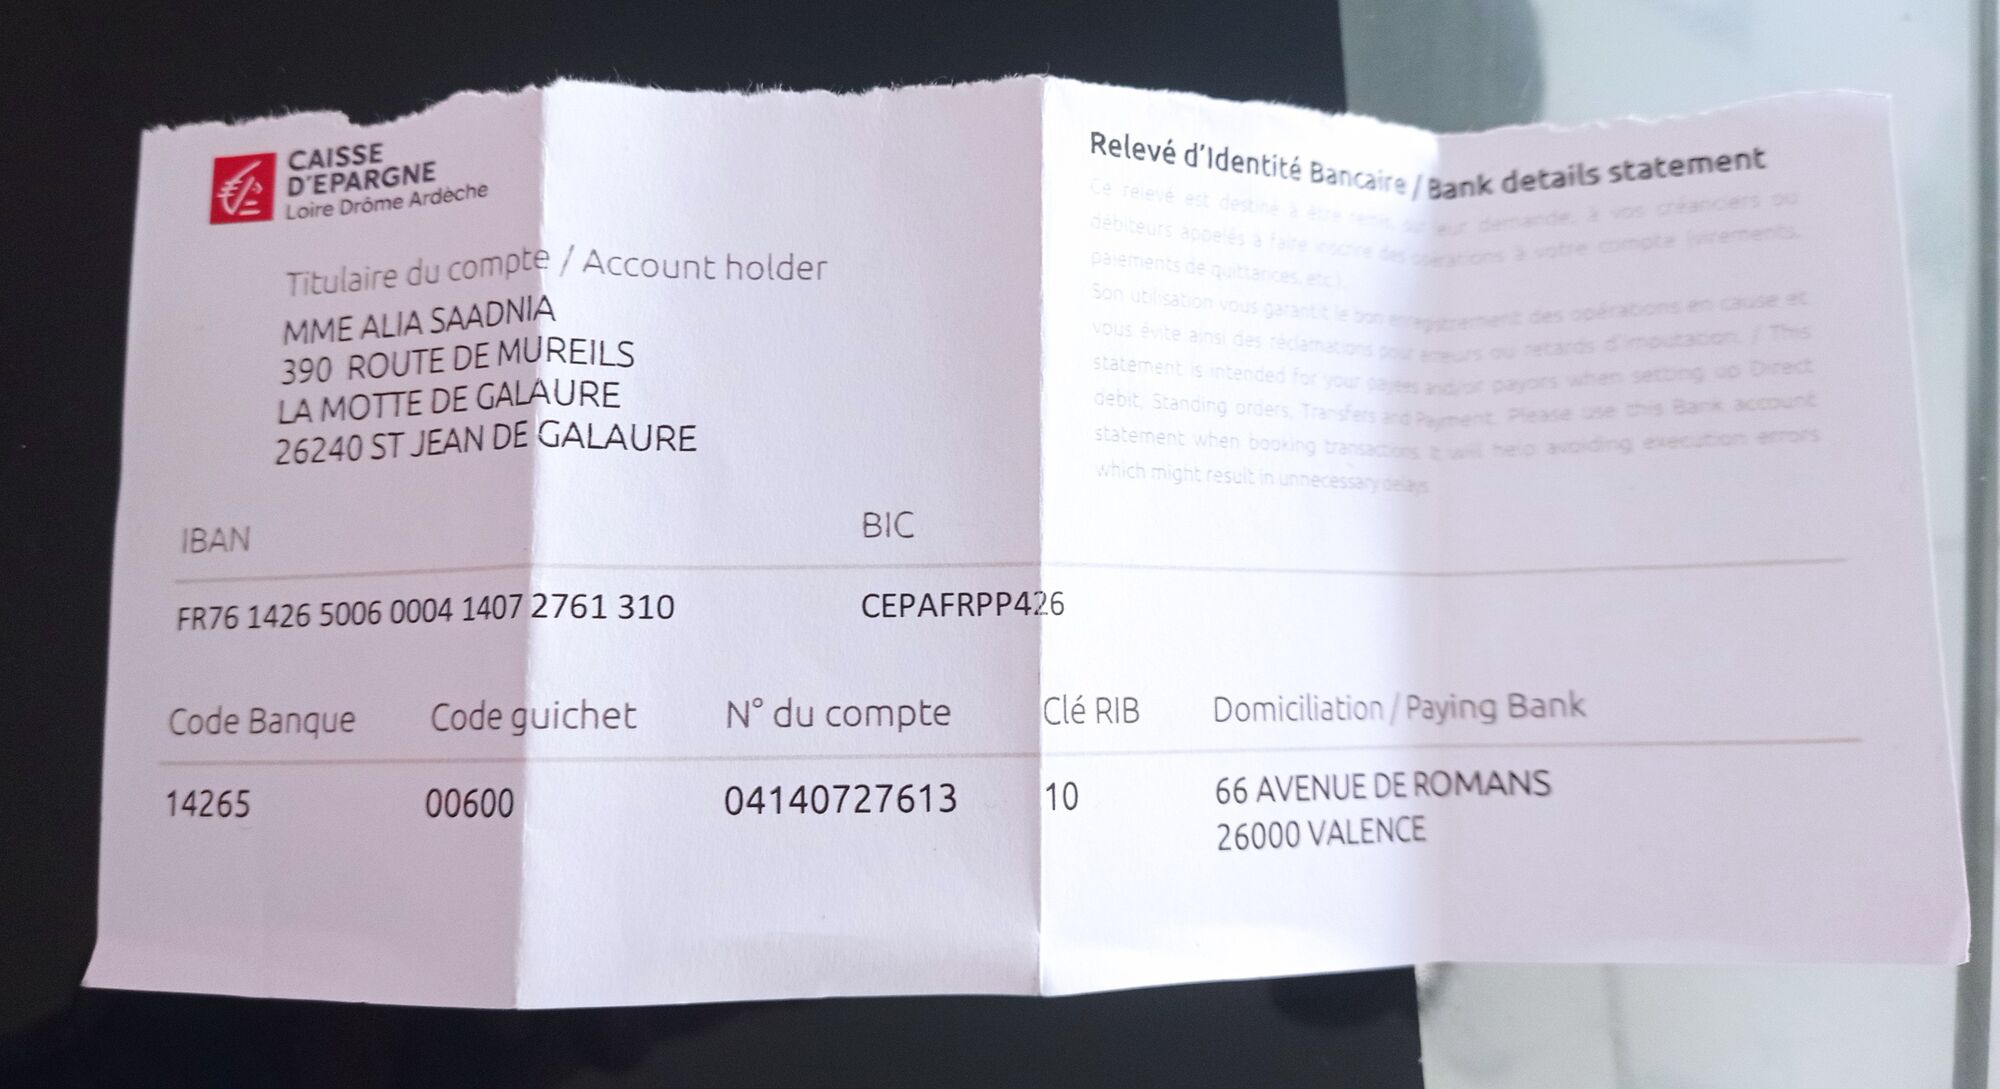 CAISSE
D'EPARGNE
Loire Drôme Ardèche
Titulaire du compte / Account holder
MME ALIA SAADNIA
390 ROUTE DE MUREILS
LA MOTTE DE GALAURE
26240 ST JEAN DE GALAURE
Relevé d'Identité Bancaire / Bank details statement
Ce relevé est destiné à être remis, sur leur demande, à vos créanciers ou
débiteurs appelés à faire inscrire des opérations à votre compte (virements,
paiements de quittances, etc.).
Son utilisation vous garantit le bon enregistrement des opérations en cause et
vous évite ainsi des réclamations pour erreurs ou retards d'imputation. / This
statement is intended for your payees and/or payors when setting up Direct
debit, Standing orders, Transfers and Payment. Please use this Bank account
statement when booking transactions. It will help avoiding execution errors
which might result in unnecessary delays.
IBAN BIC
FR76 1426 5006 0004 1407 2761 310 CEPAFRPP426
Code Banque Code guichet N° du compte Clé RIB Domiciliation / Paying Bank
14265 00600 04140727613 10 66 AVENUE DE ROMANS
26000 VALENCE